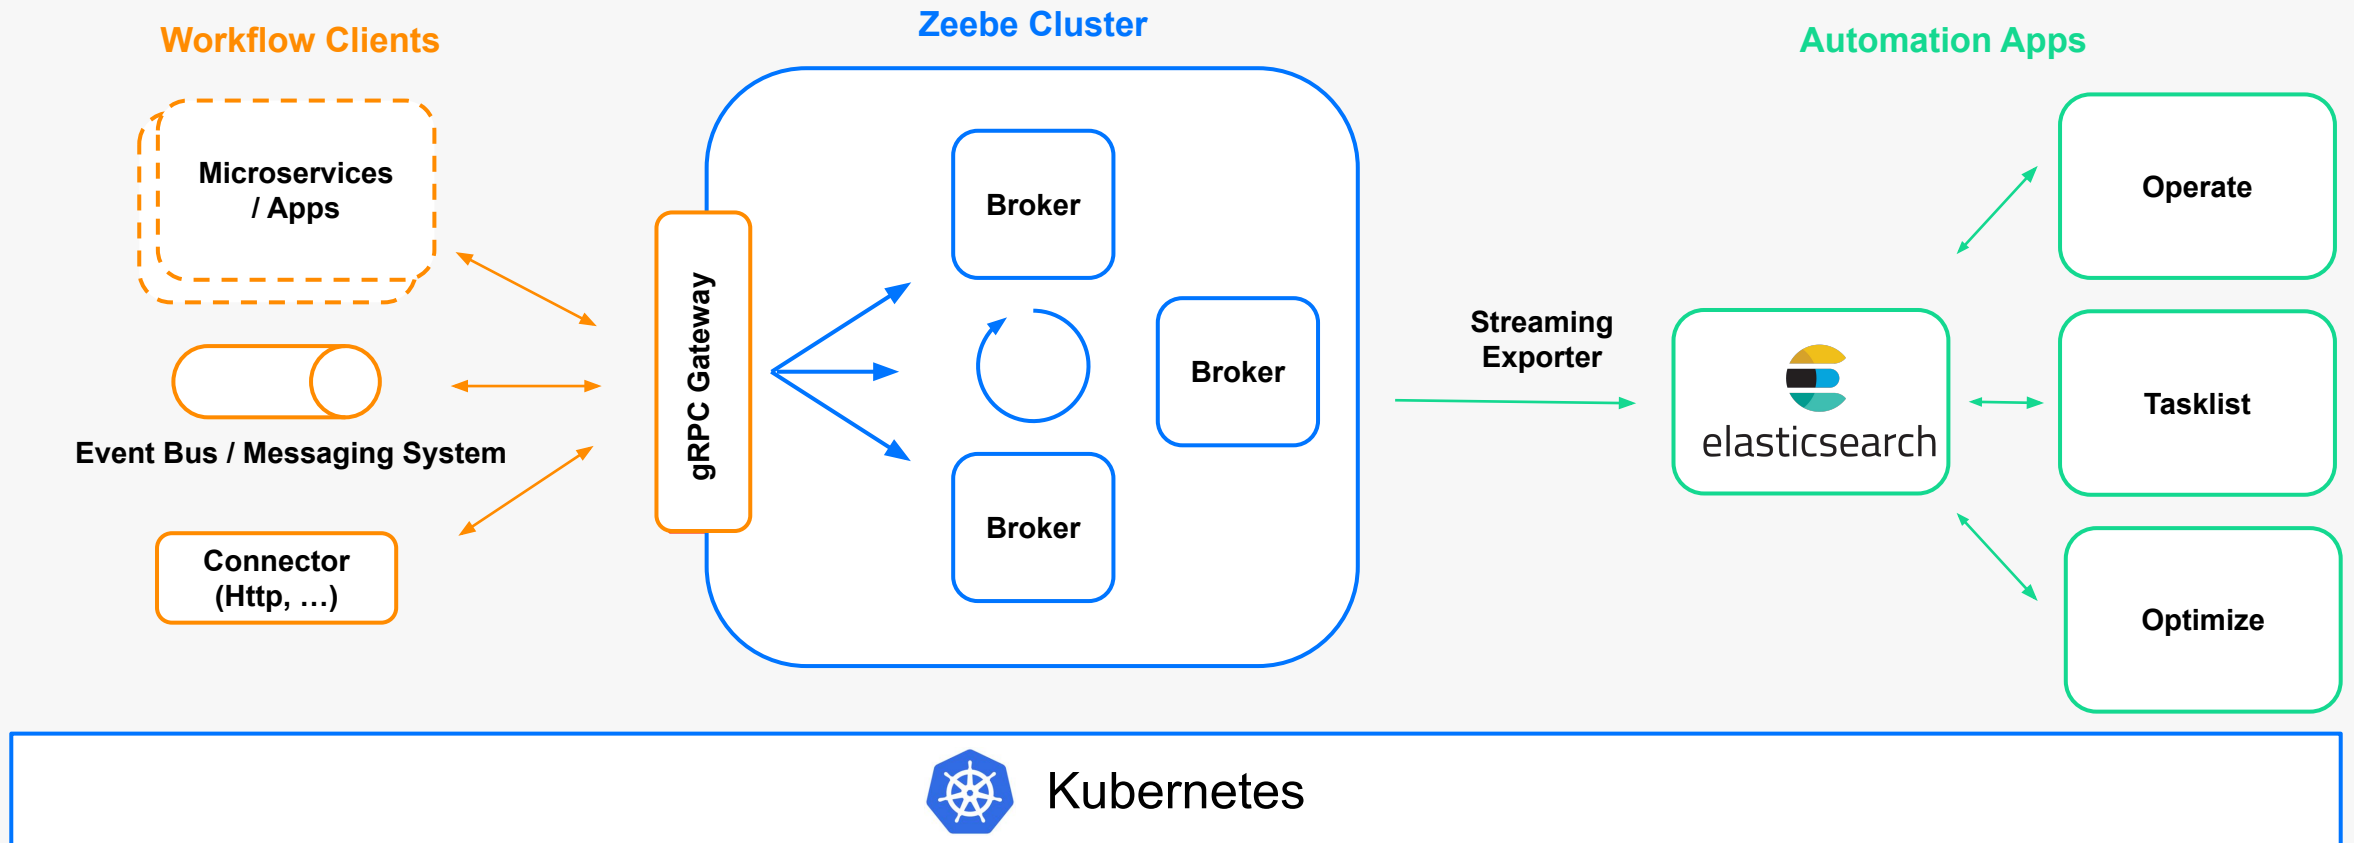 Workflow Clients
Zeebe Cluster
Automation Apps
Microservices
/ Apps
Event Bus / Messaging System
Connector
(Http, …)
gRPC Gateway
Broker
Broker
Broker
Streaming
Exporter
elasticsearch
Operate
Tasklist
Optimize
Kubernetes